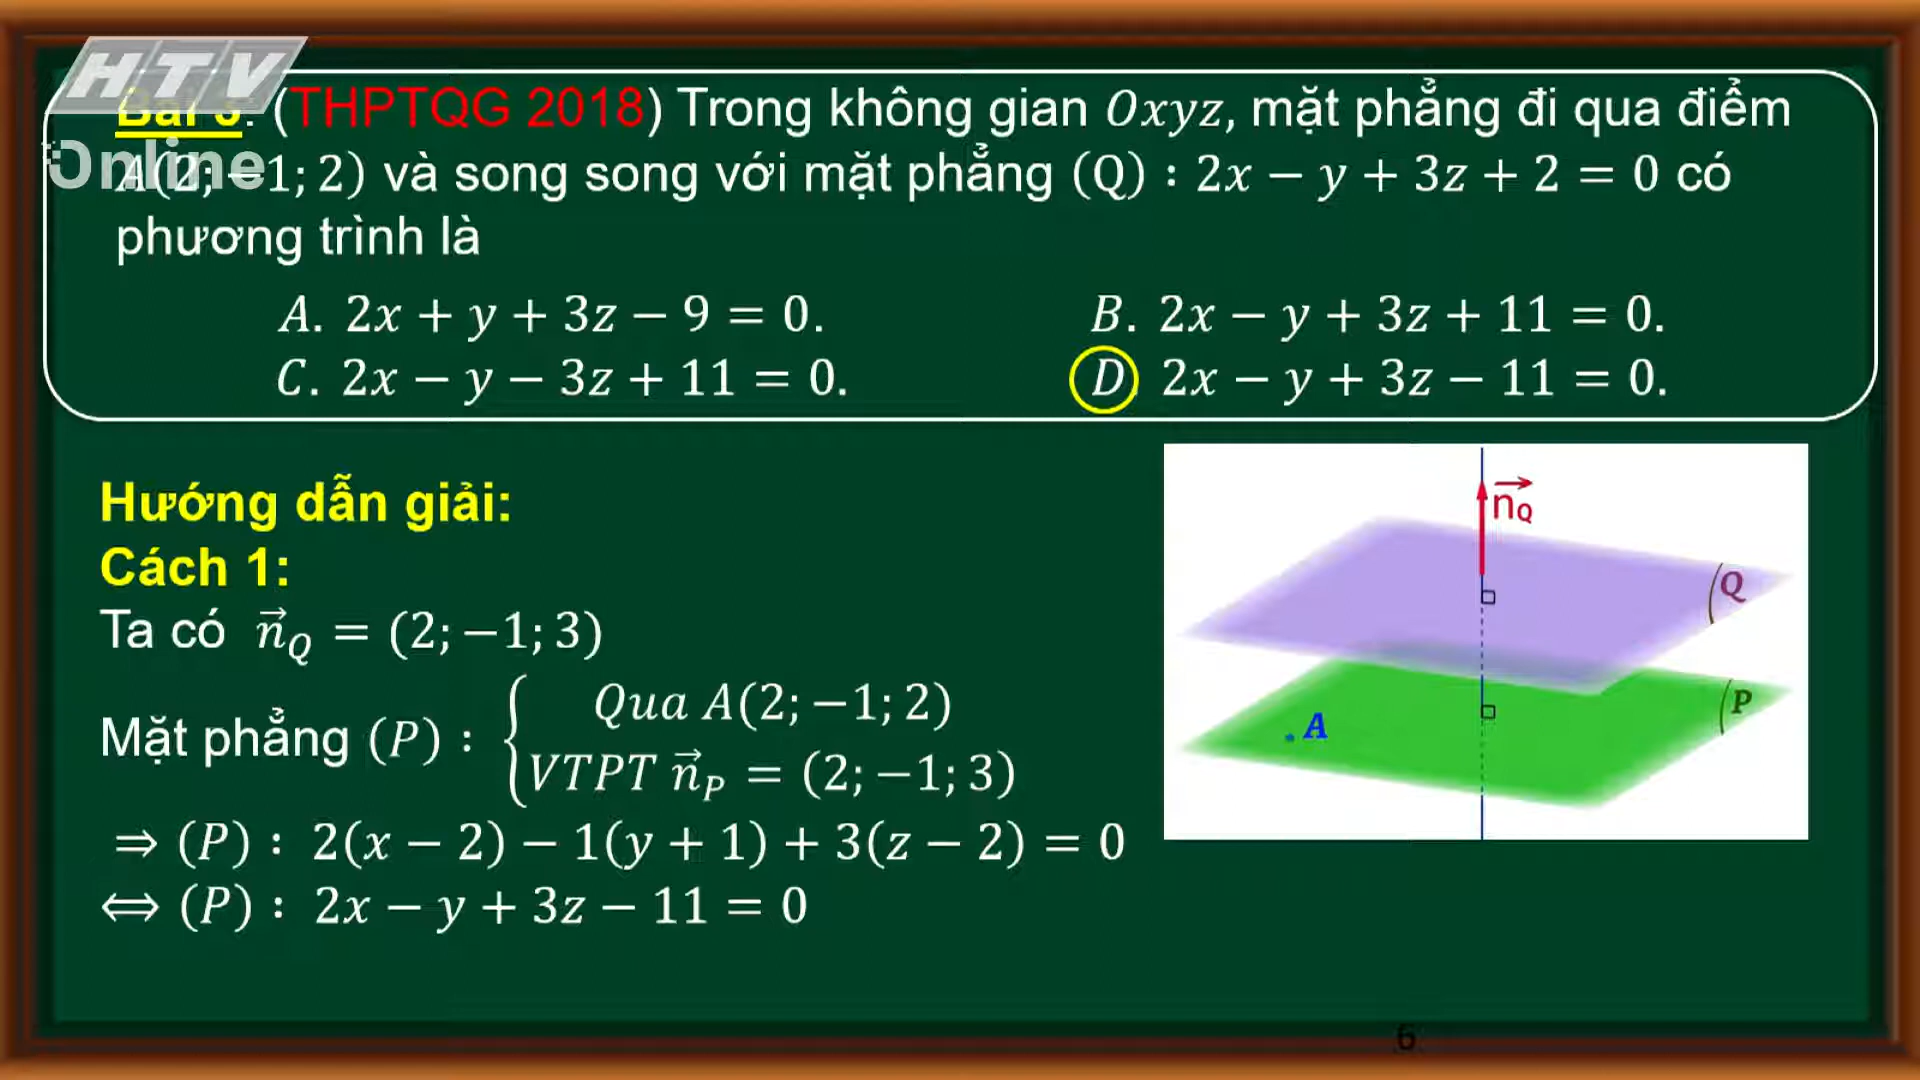 HTV
Online
Bài 3: (THPTQG 2018) Trong không gian Oxyz, mặt phẳng đi qua điểm
A(2; −1; 2) và song song với mặt phẳng (Q) : 2x − y + 3z + 2 = 0 có
phương trình là
A. 2x + y + 3z − 9 = 0. B. 2x − y + 3z + 11 = 0.
C. 2x − y − 3z + 11 = 0. D 2x − y + 3z − 11 = 0.
Hướng dẫn giải:
Cách 1:
Ta có n⃗_Q = (2; −1; 3)
Mặt phẳng (P) : { Qua A(2; −1; 2)
VTPT n⃗_P = (2; −1; 3)
⇒ (P) : 2(x − 2) − 1(y + 1) + 3(z − 2) = 0
⟺ (P) : 2x − y + 3z − 11 = 0
n⃗_Q
(Q
(P
A
6